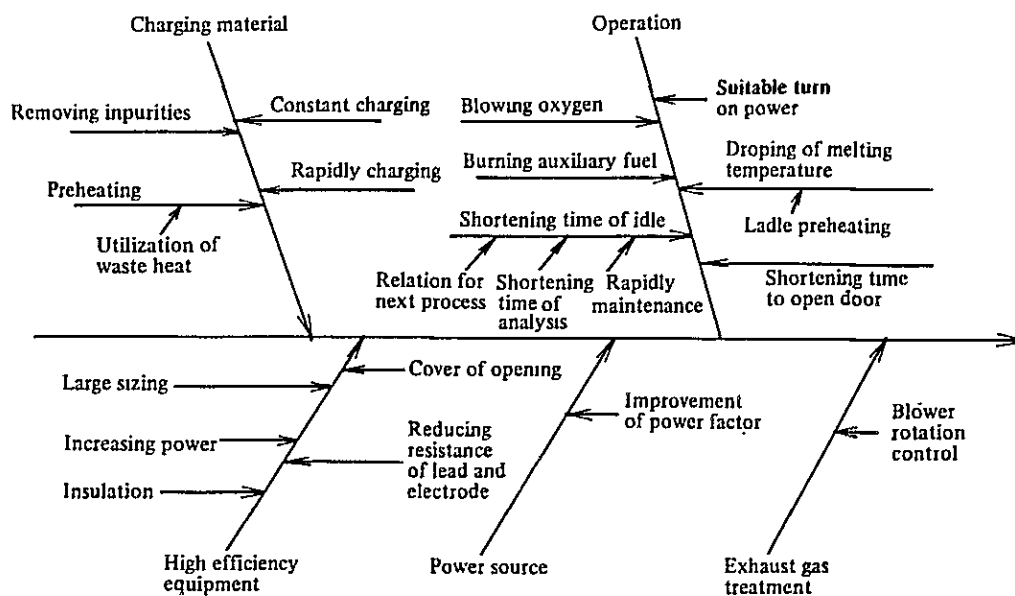 Charging material
Operation
Removing inpurities
Constant charging
Preheating
Rapidly charging
Utilization of
waste heat
Blowing oxygen
Suitable turn
on power
Burning auxiliary fuel
Droping of melting
temperature
Ladle preheating
Shortening time of idle
Relation for
next process
Shortening
time of
analysis
Rapidly
maintenance
Shortening time
to open door
Large sizing
Cover of opening
Increasing power
Reducing
resistance
of lead and
electrode
Insulation
High efficiency
equipment
Improvement
of power factor
Power source
Blower
rotation
control
Exhaust gas
treatment